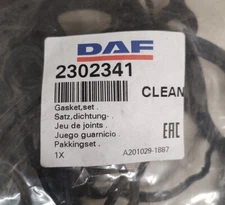 DAF
2302341
CLEAN
Gasket,set .
Satz,dichtung- .
Jeu de joints .
Juego guarnicio .
Pakkingset .
1X
EAC
A201029-1887